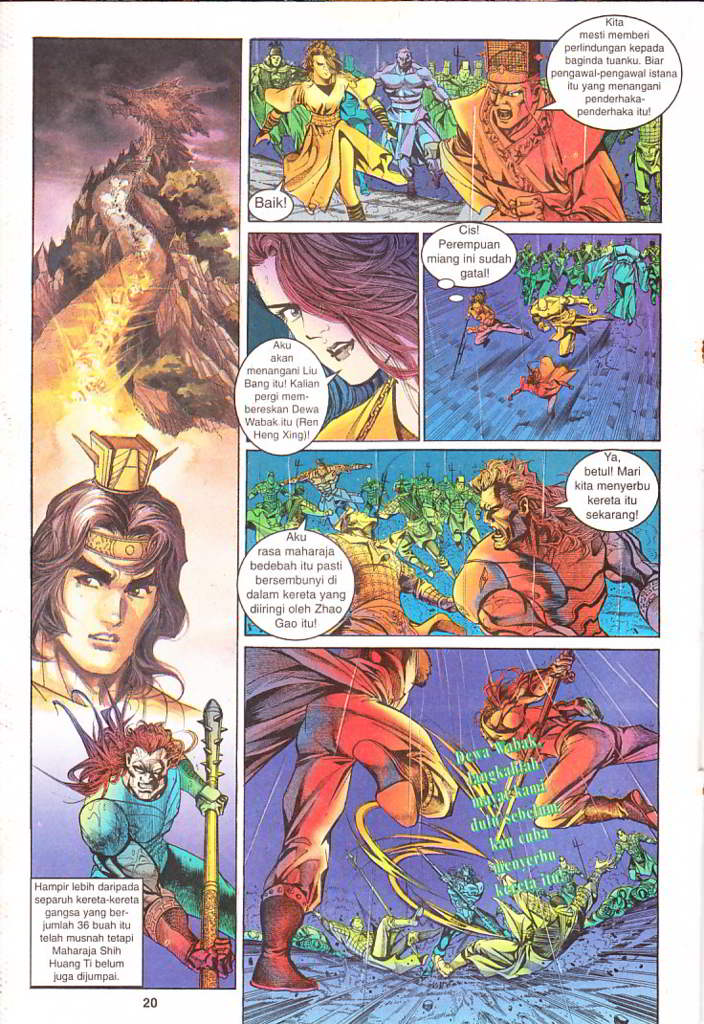 Kita
mesti memberi
perlindungan kepada
baginda tuanku. Biar
pengawal-pengawal istana
itu yang menangani
penderhaka-
penderhaka itu!
Baik!
Aku
akan
menangani Liu
Bang itu! Kalian
pergi mem-
bereskan Dewa
Wabak itu (Ren
Heng Xing)!
Cis!
Perempuan
miang ini sudah
gatal!
Ya,
betul! Mari
kita menyerbu
kereta itu
sekarang!
Aku
rasa maharaja
bedebah itu pasti
bersembunyi di
dalam kereta yang
diiringi oleh Zhao
Gao itu!
Dewa Wabak,
langkahlah
mayat kami
dulu sebelum
kau cuba
menyerbu
kereta itu!
Hampir lebih daripada
separuh kereta-kereta
gangsa yang ber-
jumlah 36 buah itu
telah musnah tetapi
Maharaja Shih
Huang Ti belum
juga dijumpai.
20